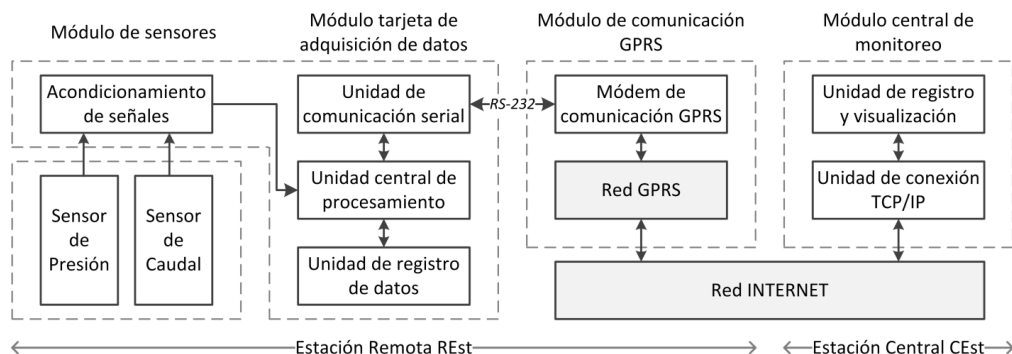 Módulo de sensores
Módulo tarjeta de
adquisición de datos
Módulo de comunicación
GPRS
Módulo central de
monitoreo
Acondicionamiento
de señales
Unidad de
comunicación serial
RS-232
Módem de
comunicación GPRS
Unidad de registro
y visualización
Sensor
de
Presión
Sensor
de
Caudal
Unidad central de
procesamiento
Red GPRS
Unidad de conexión
TCP/IP
Unidad de registro
de datos
Red INTERNET
Estación Remota REst
Estación Central CEst